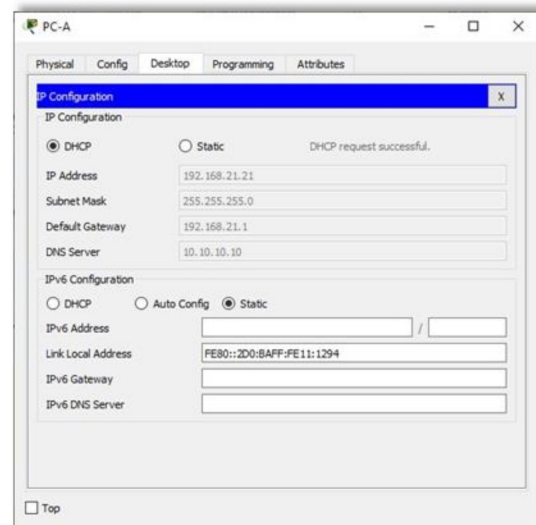 PC-A
Physical Config Desktop Programming Attributes
IP Configuration X
IP Configuration
DHCP Static DHCP request successful.
IP Address 192.168.21.21
Subnet Mask 255.255.255.0
Default Gateway 192.168.21.1
DNS Server 10.10.10.10
IPv6 Configuration
DHCP Auto Config Static
IPv6 Address /
Link Local Address FE80::2D0:BAFF:FE11:1294
IPv6 Gateway
IPv6 DNS Server
Top